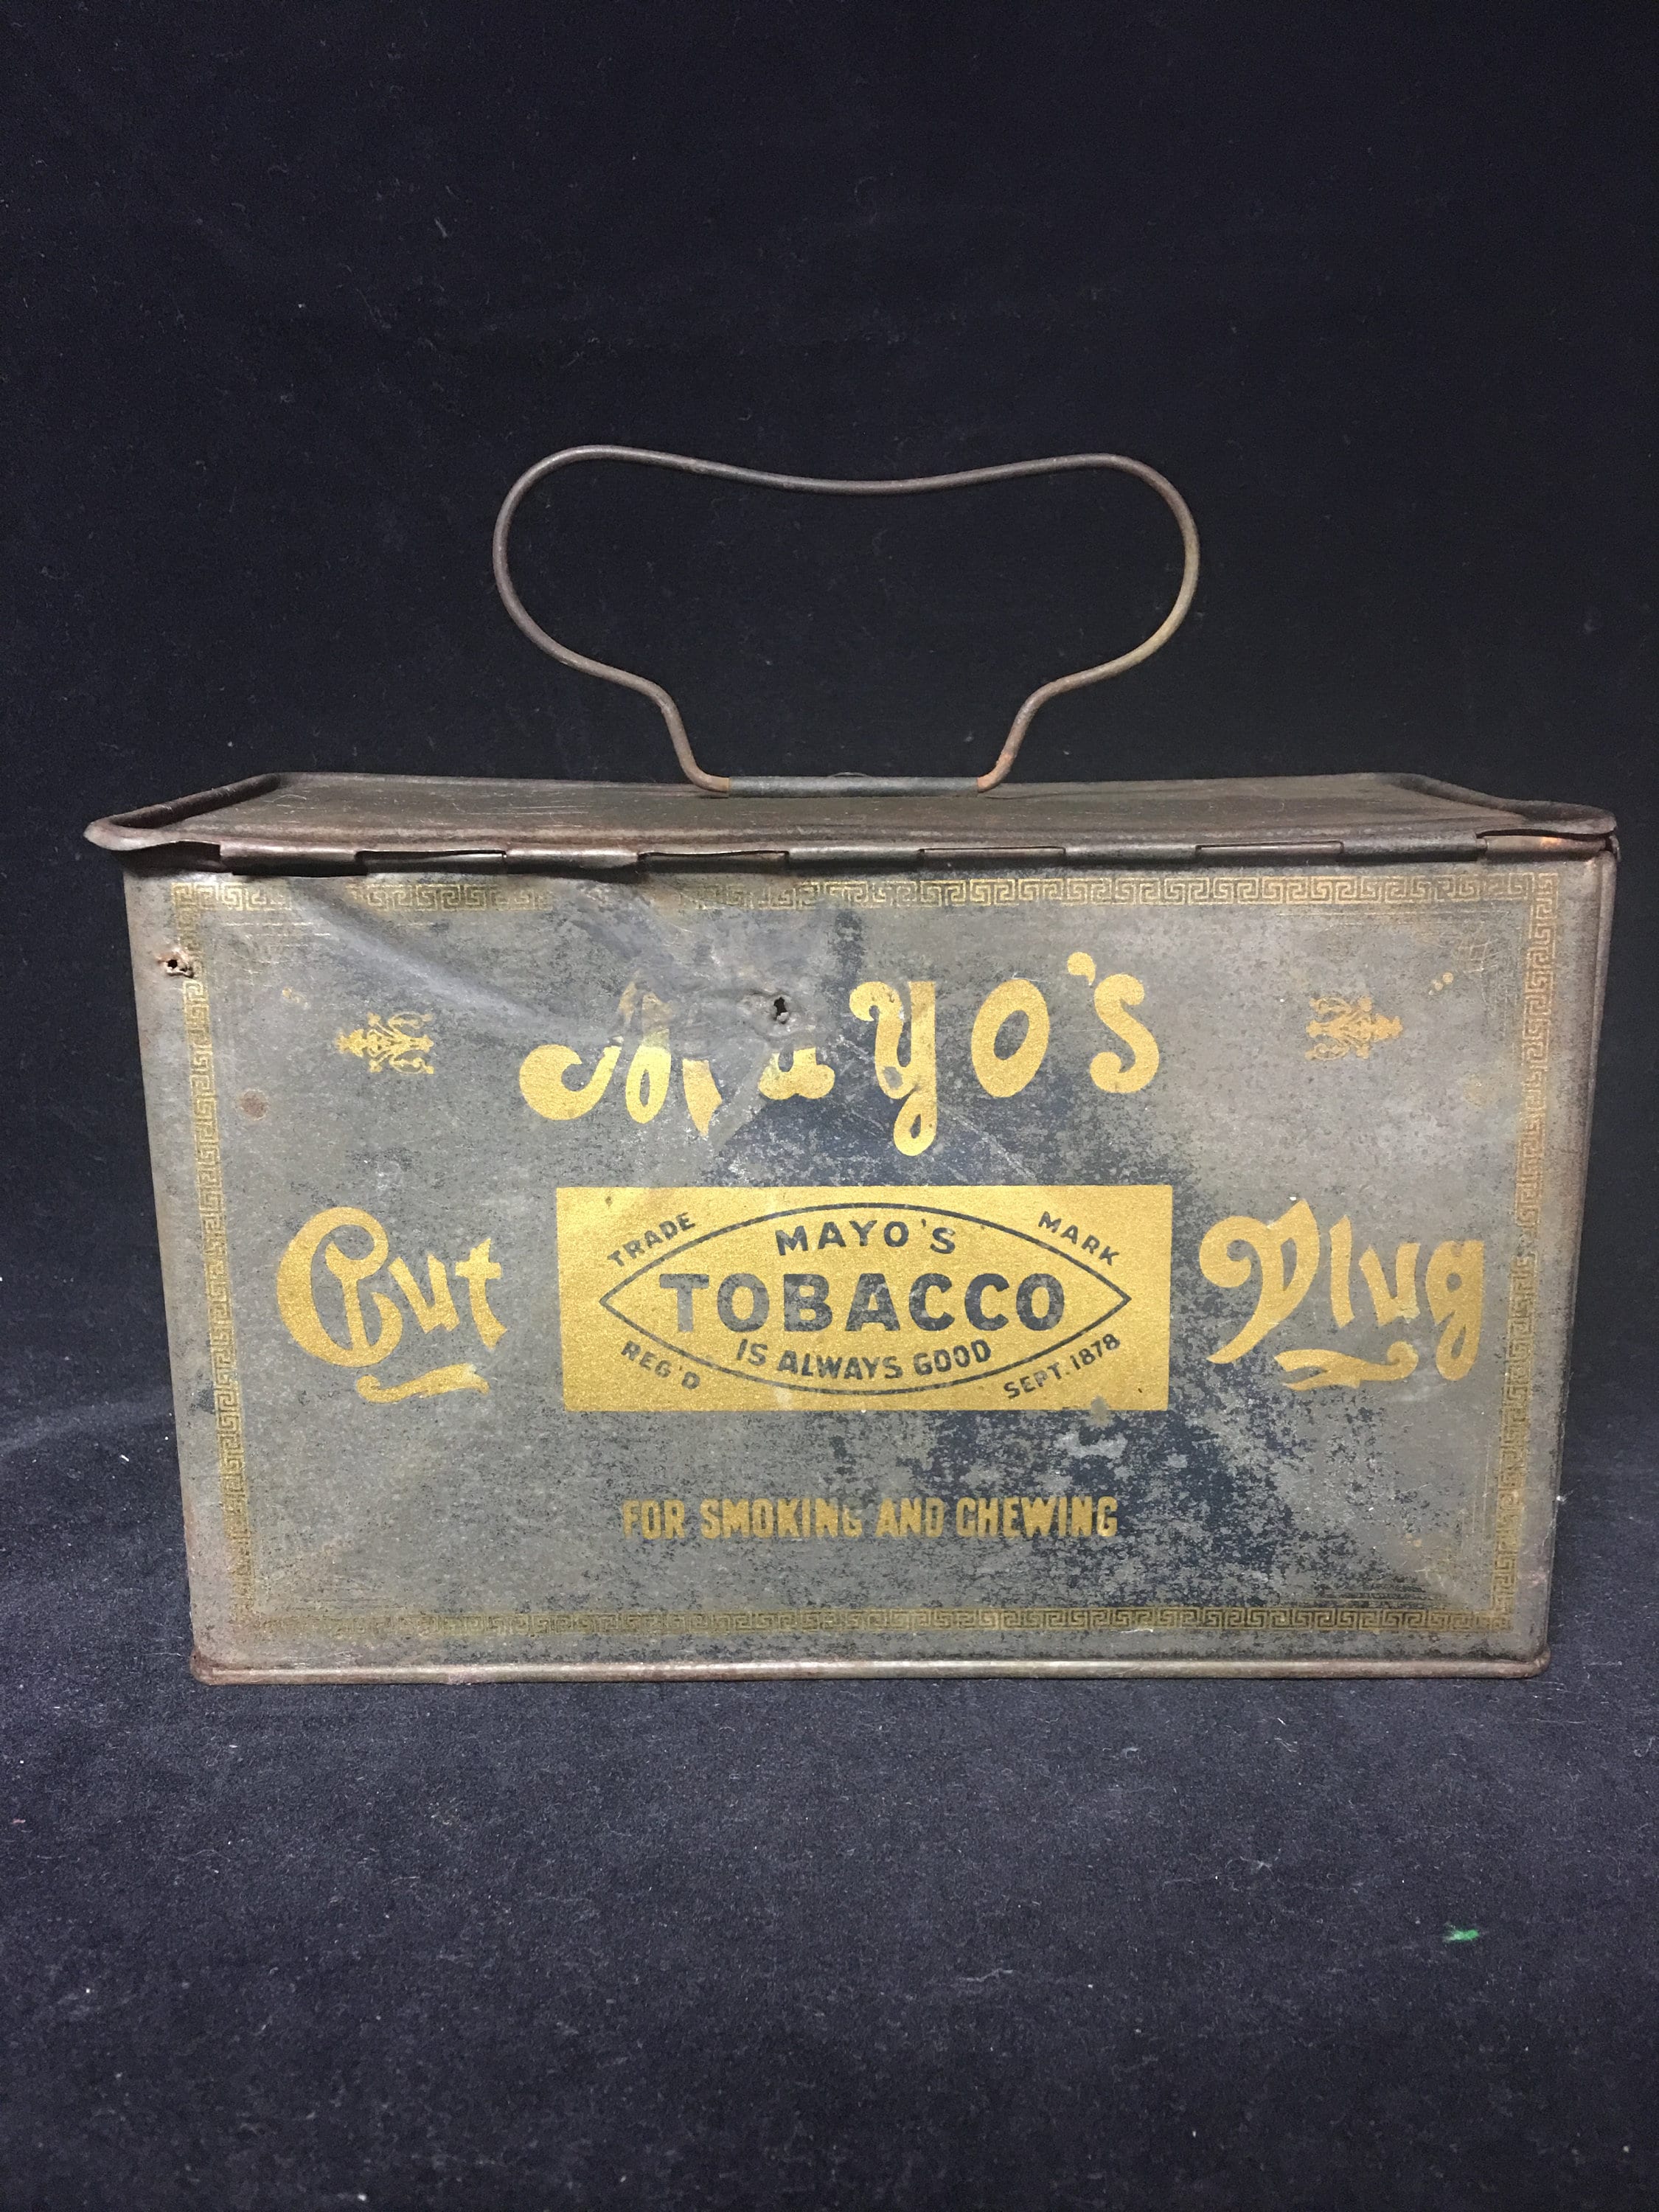 Mayo's
Cut Plug
TRADE MARK
MAYO'S
TOBACCO
IS ALWAYS GOOD
REG'D SEPT. 1878
FOR SMOKING AND CHEWING